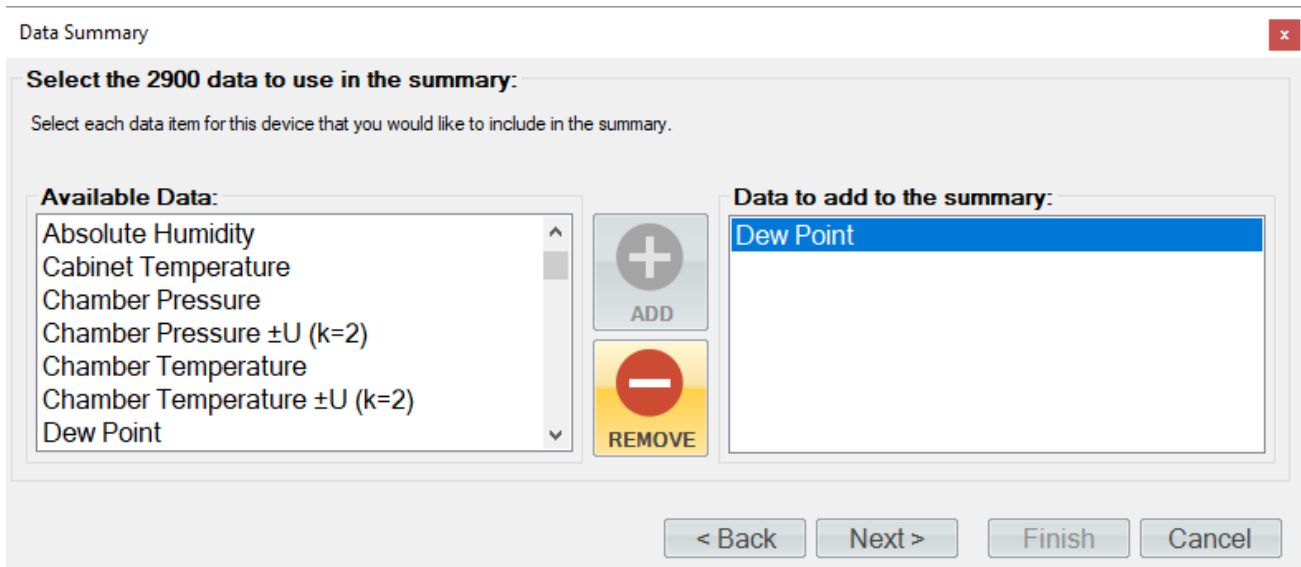 Data Summary
x
Select the 2900 data to use in the summary:
Select each data item for this device that you would like to include in the summary.
Available Data:
Absolute Humidity
Cabinet Temperature
Chamber Pressure
Chamber Pressure ±U (k=2)
Chamber Temperature
Chamber Temperature ±U (k=2)
Dew Point
ADD
REMOVE
Data to add to the summary:
Dew Point
< Back
Next >
Finish
Cancel